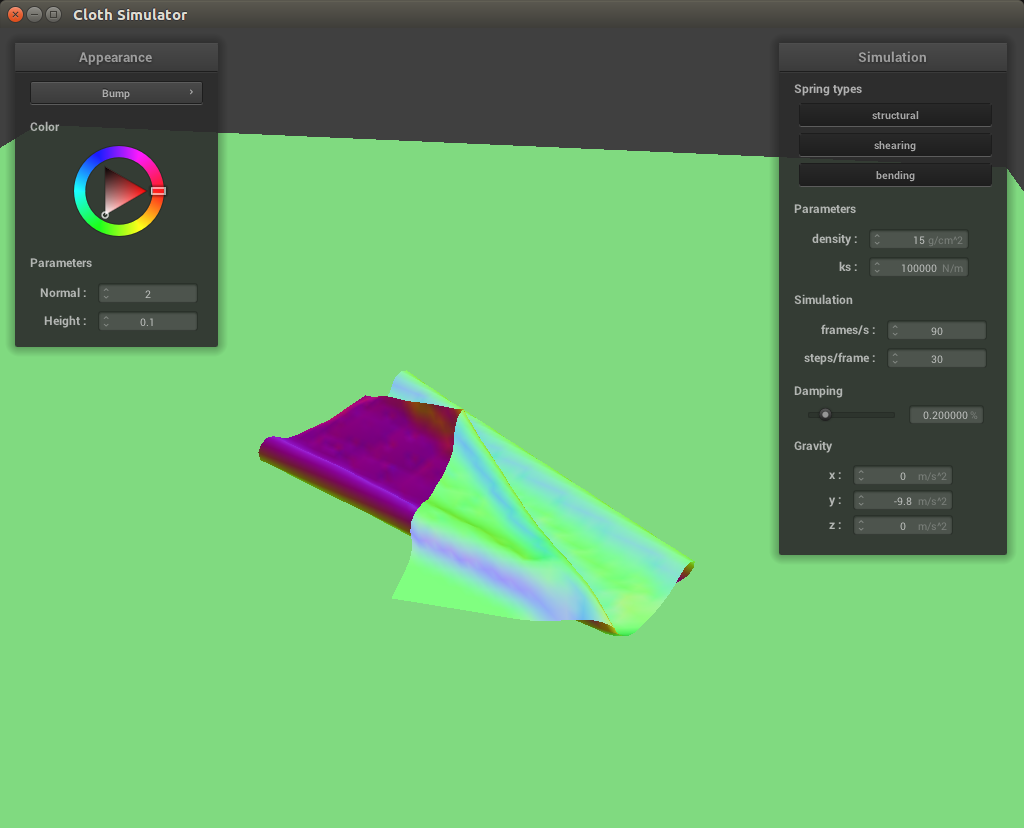 Cloth Simulator
Appearance
Bump
Color
Parameters
Normal : 2
Height : 0.1
Simulation
Spring types
structural
shearing
bending
Parameters
density : 15 g/cm^2
ks : 100000 N/m
Simulation
frames/s : 90
steps/frame : 30
Damping
0.200000 %
Gravity
x : 0 m/s^2
y : -9.8 m/s^2
z : 0 m/s^2